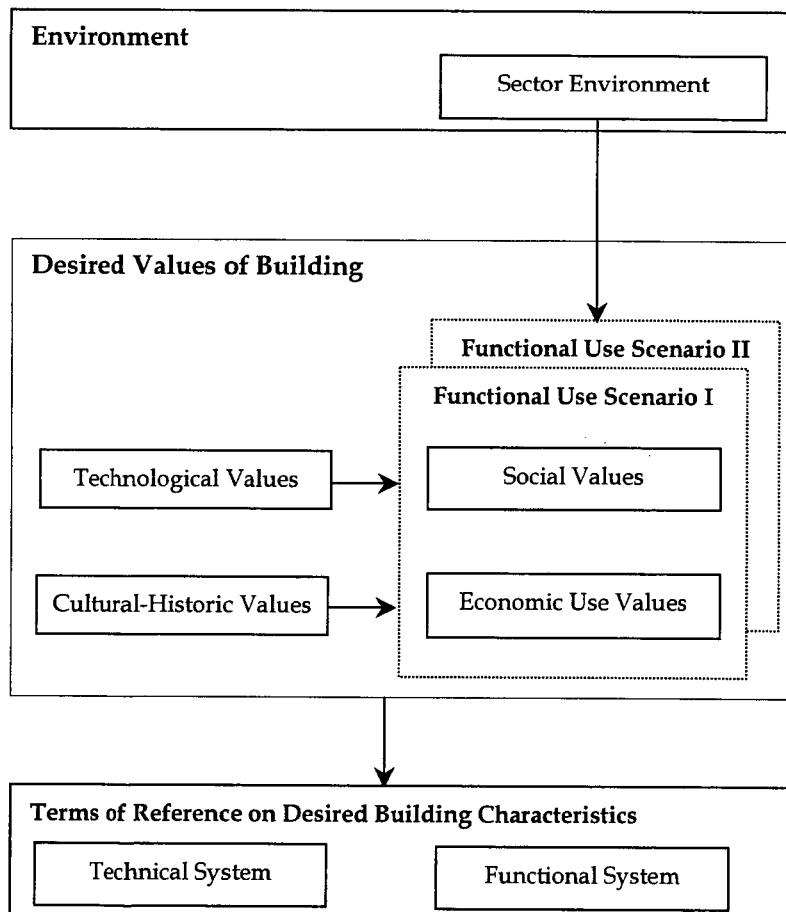 Environment
Sector Environment
Desired Values of Building
Functional Use Scenario II
Functional Use Scenario I
Technological Values
Social Values
Cultural-Historic Values
Economic Use Values
Terms of Reference on Desired Building Characteristics
Technical System
Functional System